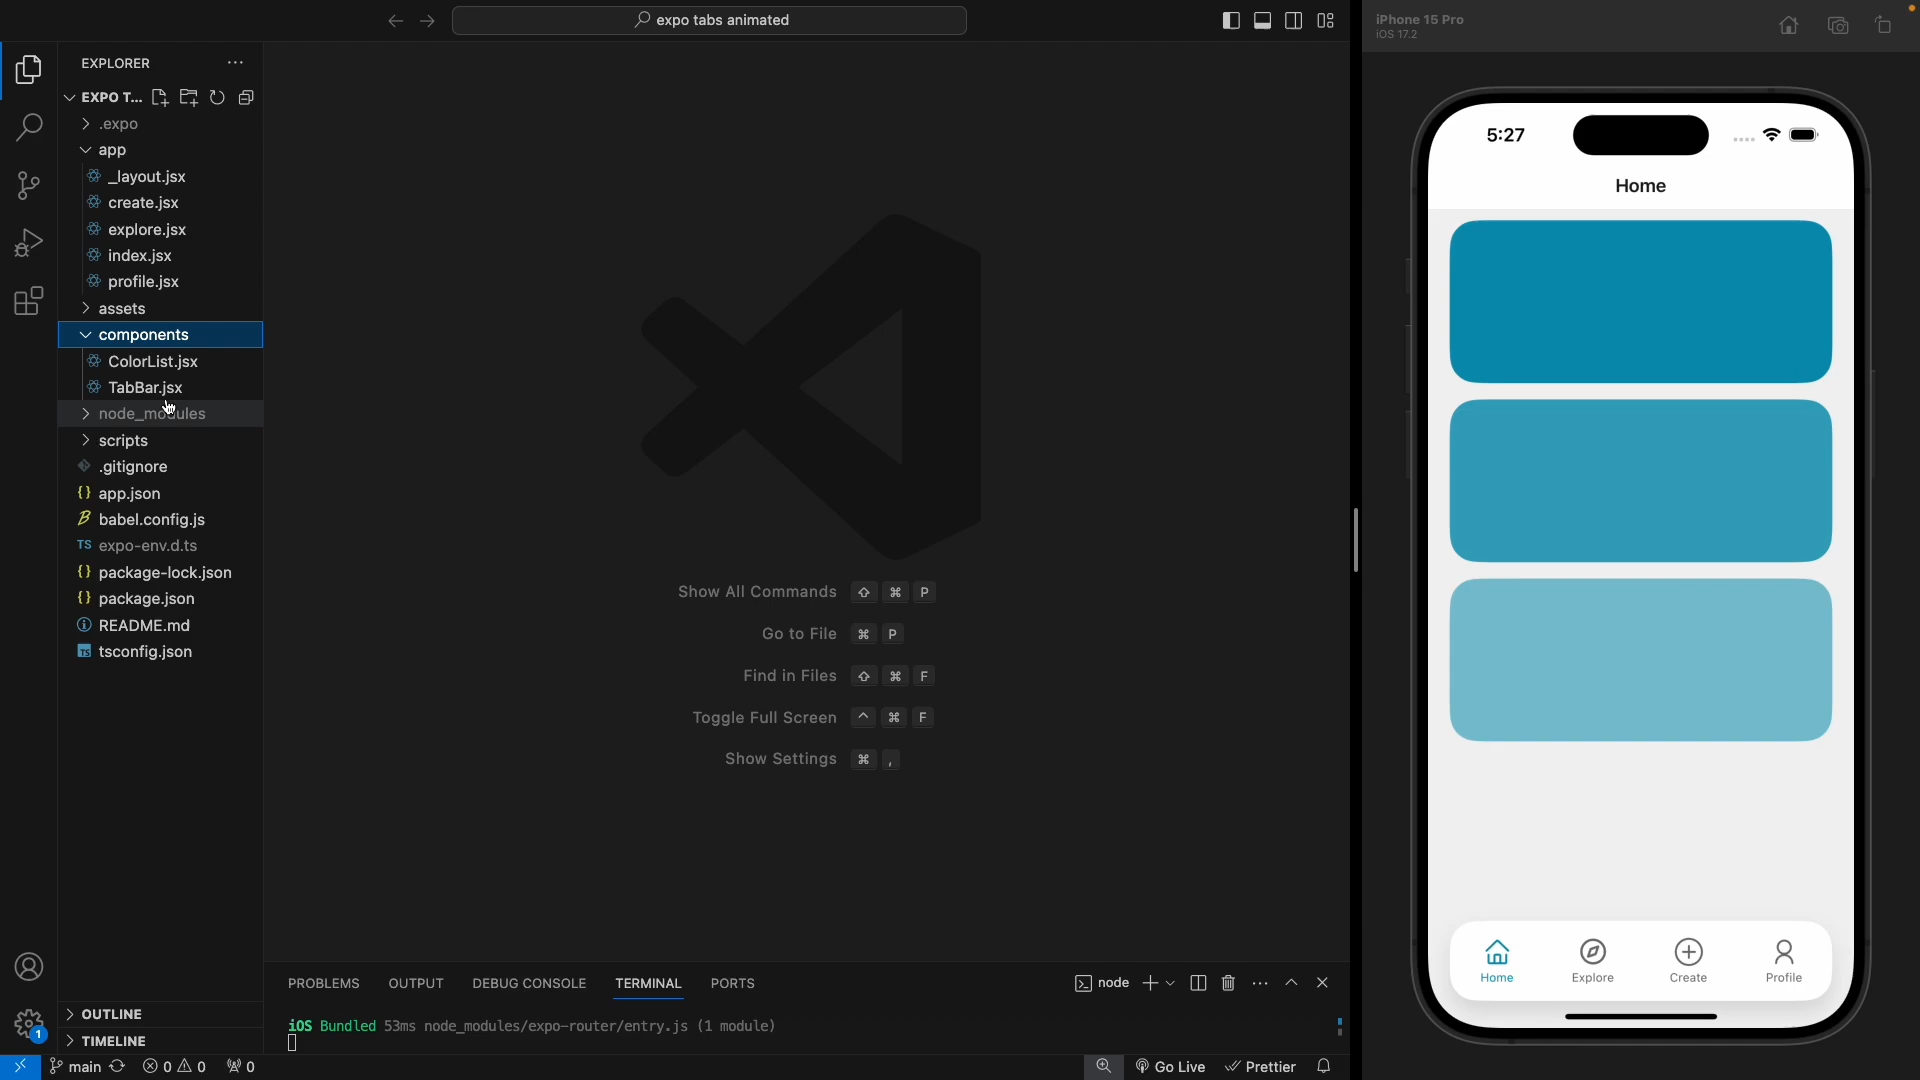 expo tabs animated
iPhone 15 Pro
iOS 17.2
EXPLORER
EXPO T...
.expo
app
_layout.jsx
create.jsx
explore.jsx
index.jsx
profile.jsx
assets
components
ColorList.jsx
TabBar.jsx
node_modules
scripts
.gitignore
{} app.json
babel.config.js
TS expo-env.d.ts
{} package-lock.json
{} package.json
README.md
TS tsconfig.json
OUTLINE
TIMELINE
1
Show All Commands ⇧ ⌘ P
Go to File ⌘ P
Find in Files ⇧ ⌘ F
Toggle Full Screen ^ ⌘ F
Show Settings ⌘ ,
PROBLEMS OUTPUT DEBUG CONSOLE TERMINAL PORTS
node
iOS Bundled 53ms node_modules/expo-router/entry.js (1 module)
main 0 0 0
Go Live Prettier
5:27
Home
Home Explore Create Profile